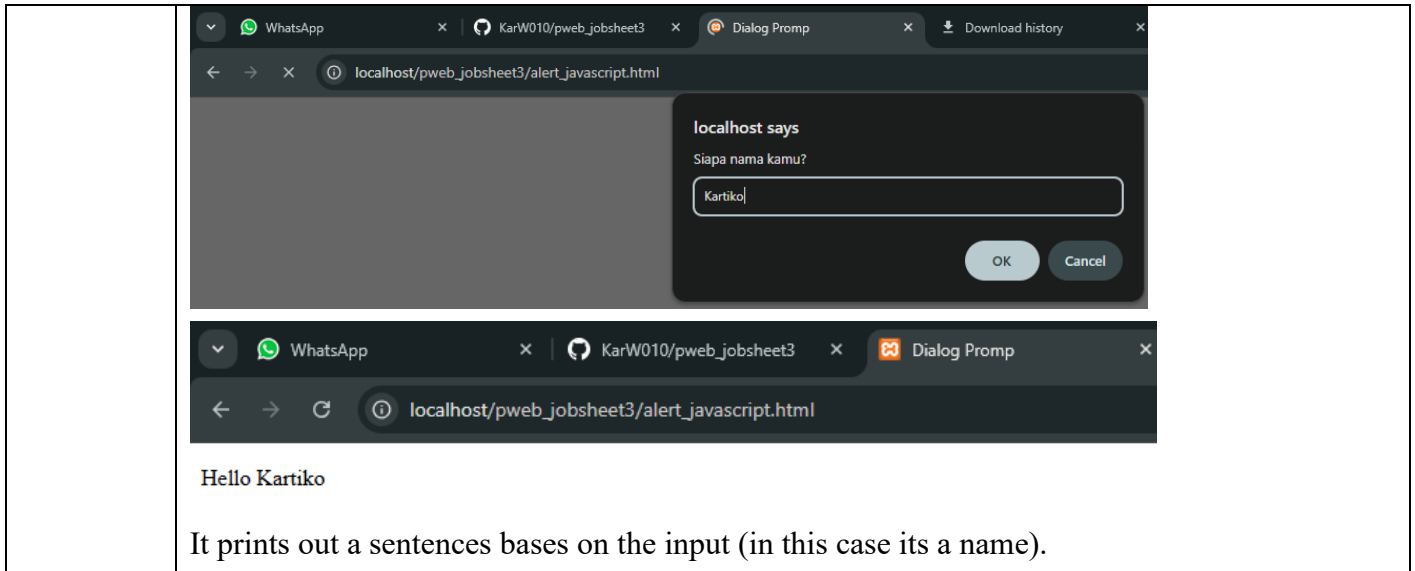 WhatsApp KarW010/pweb_jobsheet3 Dialog Promp Download history
localhost/pweb_jobsheet3/alert_javascript.html
localhost says
Siapa nama kamu?
Kartiko
OK Cancel
WhatsApp KarW010/pweb_jobsheet3 Dialog Promp
localhost/pweb_jobsheet3/alert_javascript.html
Hello Kartiko
It prints out a sentences bases on the input (in this case its a name).